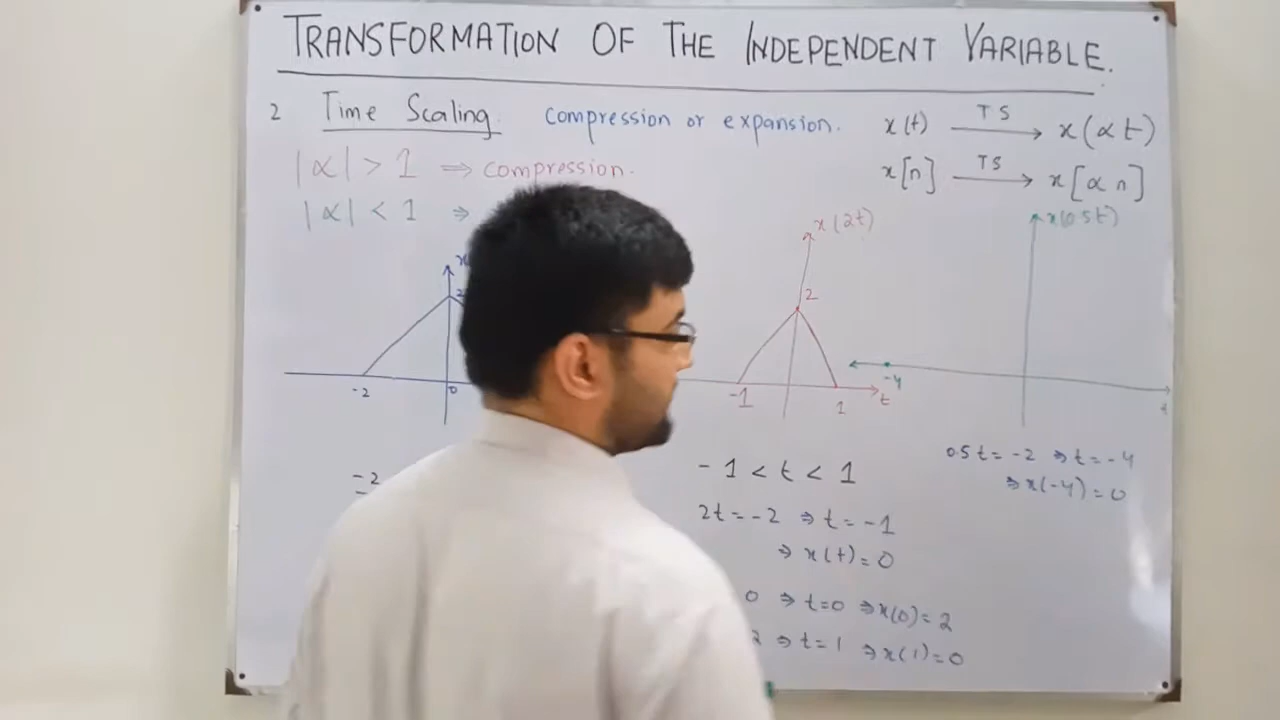 TRANSFORMATION OF THE INDEPENDENT VARIABLE.
2 Time Scaling. compression or expansion.
x(t) TS → x(αt)
x[n] TS → x[αn]
|α| > 1 ⇒ compression.
|α| < 1 ⇒
2
-2 0
-2
x(2t)
2
-1 1 t
-1 < t < 1
2t = -2 ⇒ t = -1
⇒ x(t) = 0
0 ⇒ t=0 ⇒ x(0) = 2
2 ⇒ t = 1 ⇒ x(1) = 0
x(0.5t)
-4
t
0.5t = -2 ⇒ t = -4
⇒ x(-4) = 0